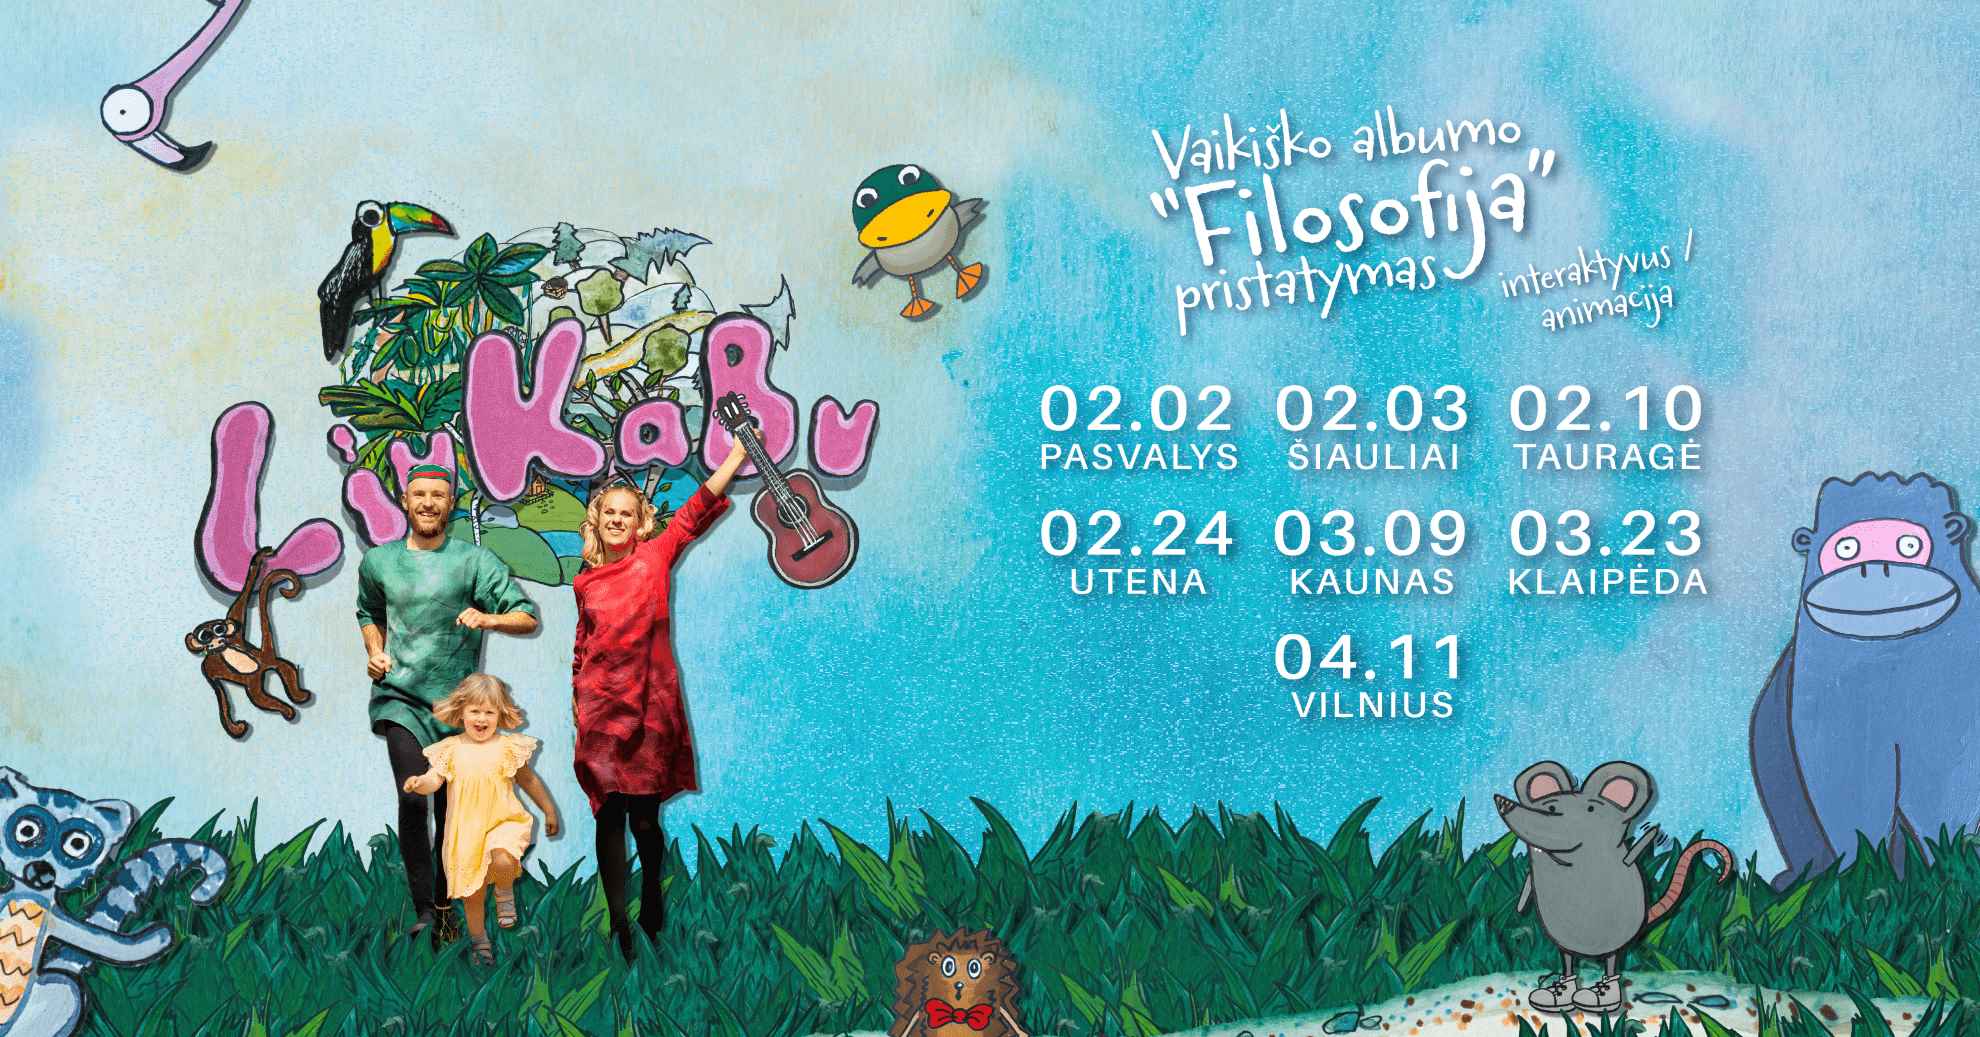 LinKaBu
Vaikiško albumo
"Filosofija"
pristatymas
interaktyvus /
animacija
02.02 02.03 02.10
PASVALYS ŠIAULIAI TAURAGĖ
02.24 03.09 03.23
UTENA KAUNAS KLAIPĖDA
04.11
VILNIUS